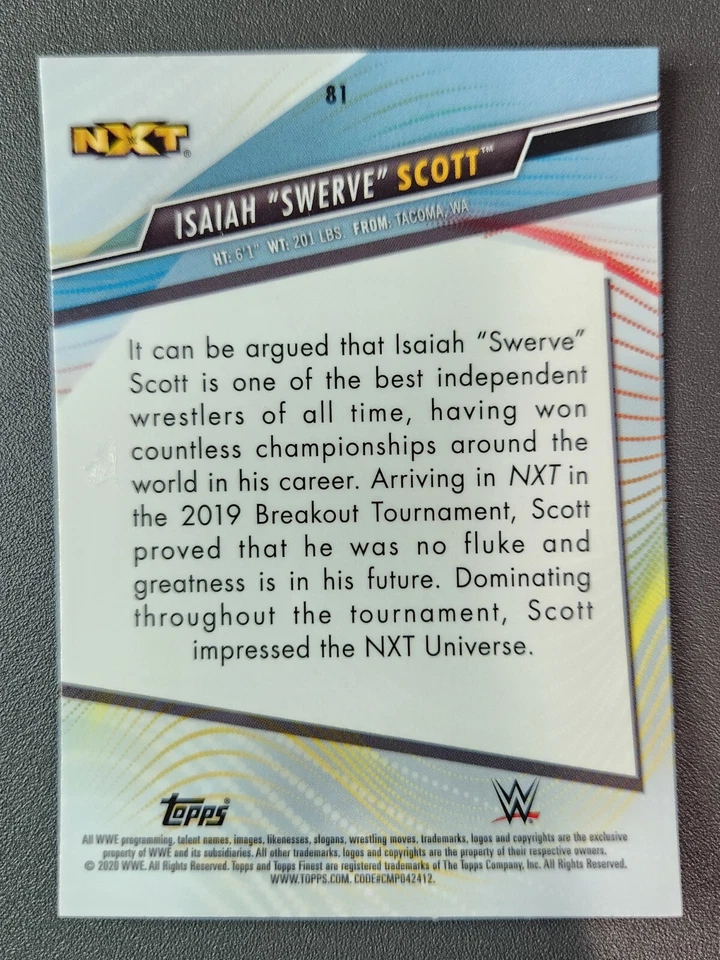 81
NXT®
ISAIAH "SWERVE" SCOTT™
HT: 6'1" WT: 201 LBS. FROM: TACOMA, WA
It can be argued that Isaiah "Swerve"
Scott is one of the best independent
wrestlers of all time, having won
countless championships around the
world in his career. Arriving in NXT in
the 2019 Breakout Tournament, Scott
proved that he was no fluke and
greatness is in his future. Dominating
throughout the tournament, Scott
impressed the NXT Universe.
topps® W
All WWE programming, talent names, images, likenesses, slogans, wrestling moves, trademarks, logos and copyrights are the exclusive
property of WWE and its subsidiaries. All other trademarks, logos and copyrights are the property of their respective owners.
© 2020 WWE. All Rights Reserved. Topps and Topps Finest are registered trademarks of The Topps Company, Inc. All Rights Reserved.
WWW.TOPPS.COM. CODE#CMP042412.